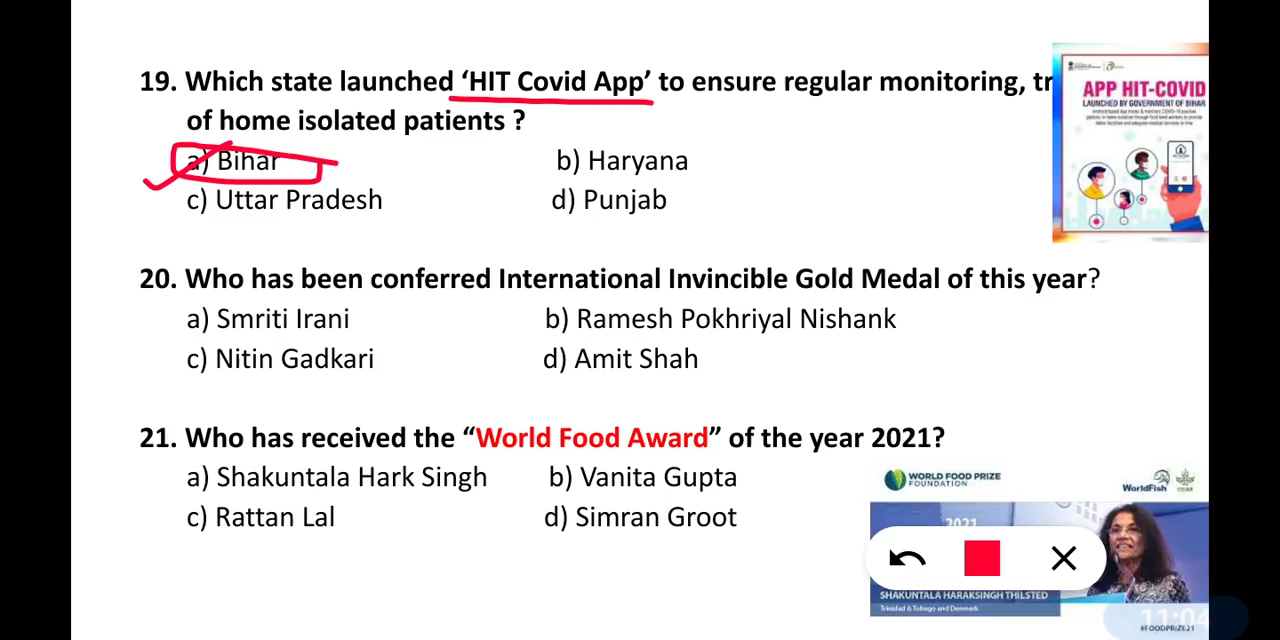 19. Which state launched ‘HIT Covid App’ to ensure regular monitoring,
of home isolated patients ?
a) Bihar b) Haryana
c) Uttar Pradesh d) Punjab
APP HIT-COVID
LAUNCHED BY GOVERNMENT OF BIHAR
20. Who has been conferred International Invincible Gold Medal of this year?
a) Smriti Irani b) Ramesh Pokhriyal Nishank
c) Nitin Gadkari d) Amit Shah
21. Who has received the “World Food Award” of the year 2021?
a) Shakuntala Hark Singh b) Vanita Gupta
c) Rattan Lal d) Simran Groot
WORLD FOOD PRIZE
FOUNDATION
WorldFish
CGIAR
2021
SHAKUNTALA HARAKSINGH THILSTED
Trinidad & Tobago and Denmark
11:04
#FOODPRIZE21